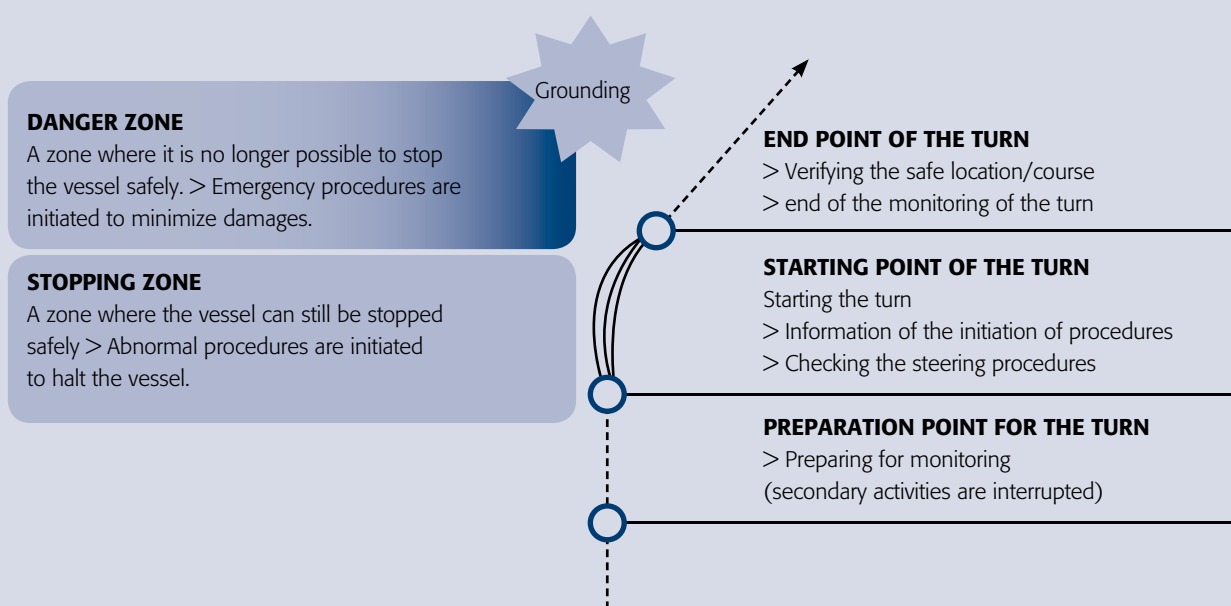 Grounding
DANGER ZONE
A zone where it is no longer possible to stop
the vessel safely. > Emergency procedures are
initiated to minimize damages.
STOPPING ZONE
A zone where the vessel can still be stopped
safely > Abnormal procedures are initiated
to halt the vessel.
END POINT OF THE TURN
> Verifying the safe location/course
> end of the monitoring of the turn
STARTING POINT OF THE TURN
Starting the turn
> Information of the initiation of procedures
> Checking the steering procedures
PREPARATION POINT FOR THE TURN
> Preparing for monitoring
(secondary activities are interrupted)